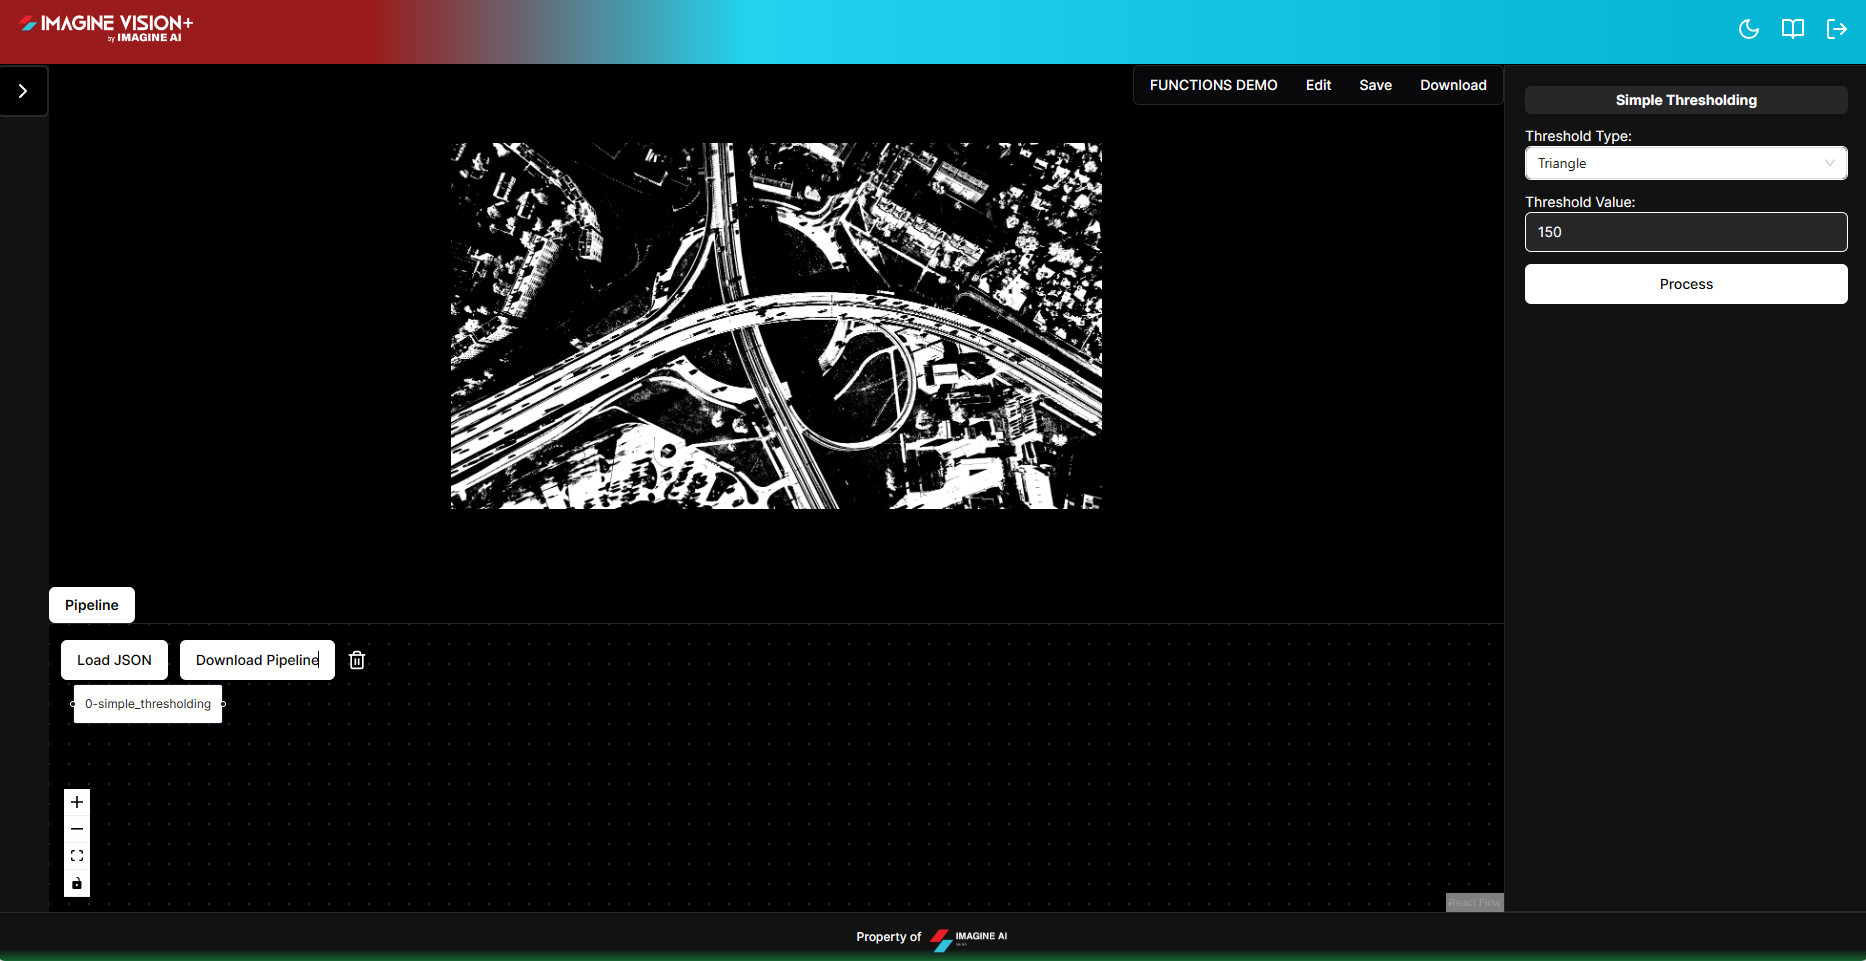 IMAGINE VISION+
by IMAGINE AI
FUNCTIONS DEMO Edit Save Download
Simple Thresholding
Threshold Type:
Triangle
Threshold Value:
150
Process
Pipeline
Load JSON Download Pipeline
0-simple_thresholding
React Flow
Property of IMAGINE AI